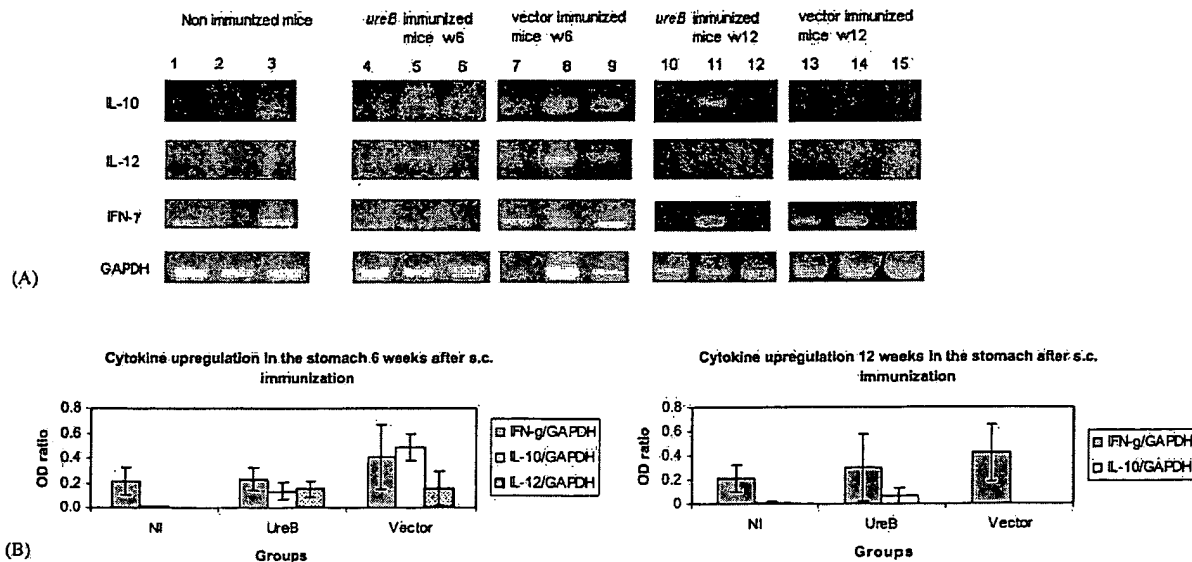 Non immunized mice
ureB immunized mice w6
vector immunized mice w6
ureB immunized mice w12
vector immunized mice w12
1 2 3 4 5 6 7 8 9 10 11 12 13 14 15
IL-10
IL-12
IFN-γ
GAPDH
(A)
Cytokine upregulation in the stomach 6 weeks after s.c.
immunization
0.8
0.6
0.4
0.2
0.0
OD ratio
NI UreB Vector
Groups
IFN-g/GAPDH
IL-10/GAPDH
IL-12/GAPDH
Cytokine upregulation 12 weeks in the stomach after s.c.
immunization
0.8
0.6
0.4
0.2
0
OD ratio
NI UreB Vector
Groups
IFN-g/GAPDH
IL-10/GAPDH
(B)